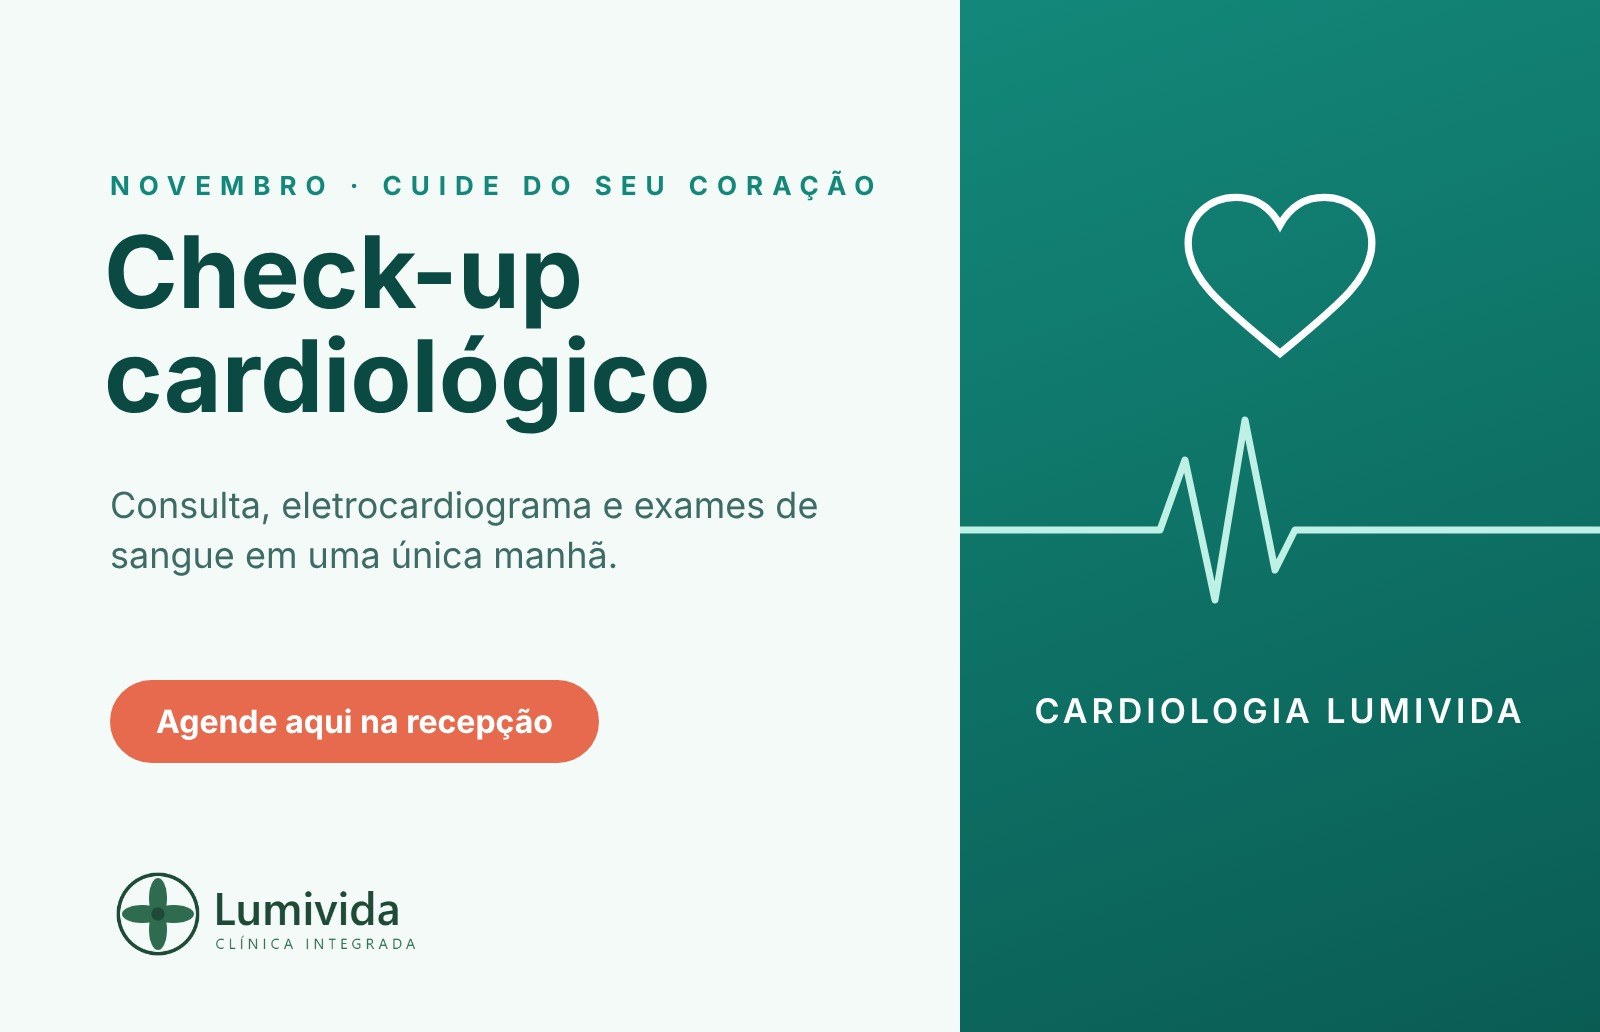 NOVEMBRO · CUIDE DO SEU CORAÇÃO
Check-up
cardiológico
Consulta, eletrocardiograma e exames de
sangue em uma única manhã.
Agende aqui na recepção
Lumivida
CLÍNICA INTEGRADA
CARDIOLOGIA LUMIVIDA